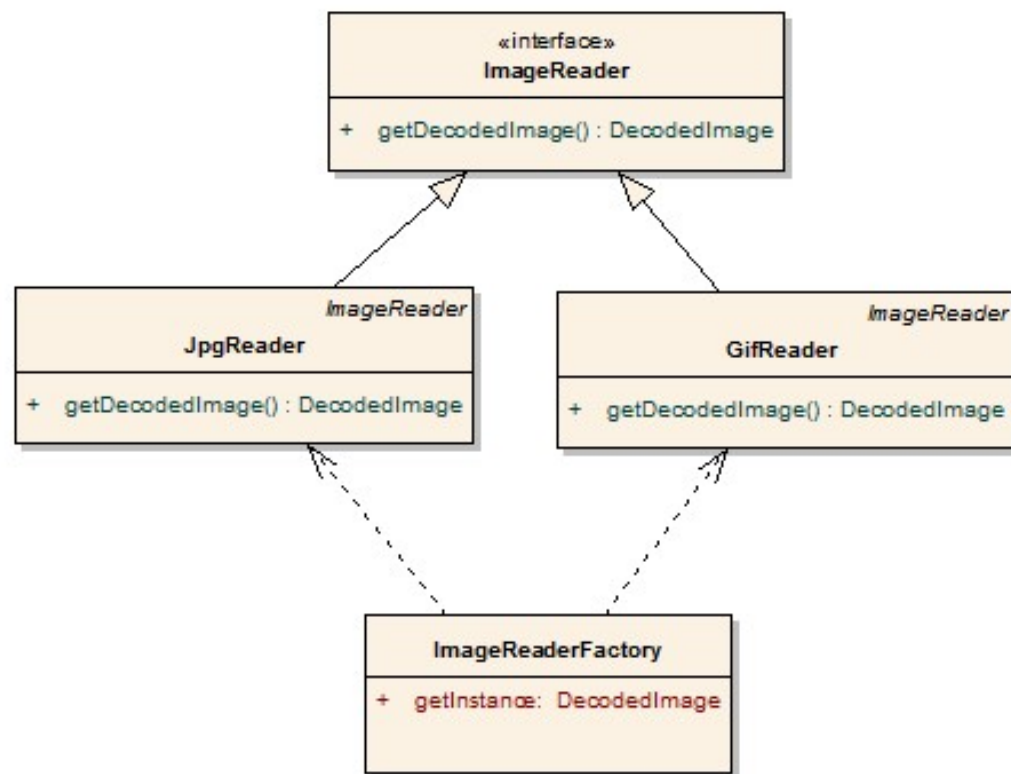 «interface»
ImageReader
+ getDecodedImage() : DecodedImage
ImageReader
JpgReader
+ getDecodedImage() : DecodedImage
ImageReader
GifReader
+ getDecodedImage() : DecodedImage
ImageReaderFactory
+ getInstance: DecodedImage